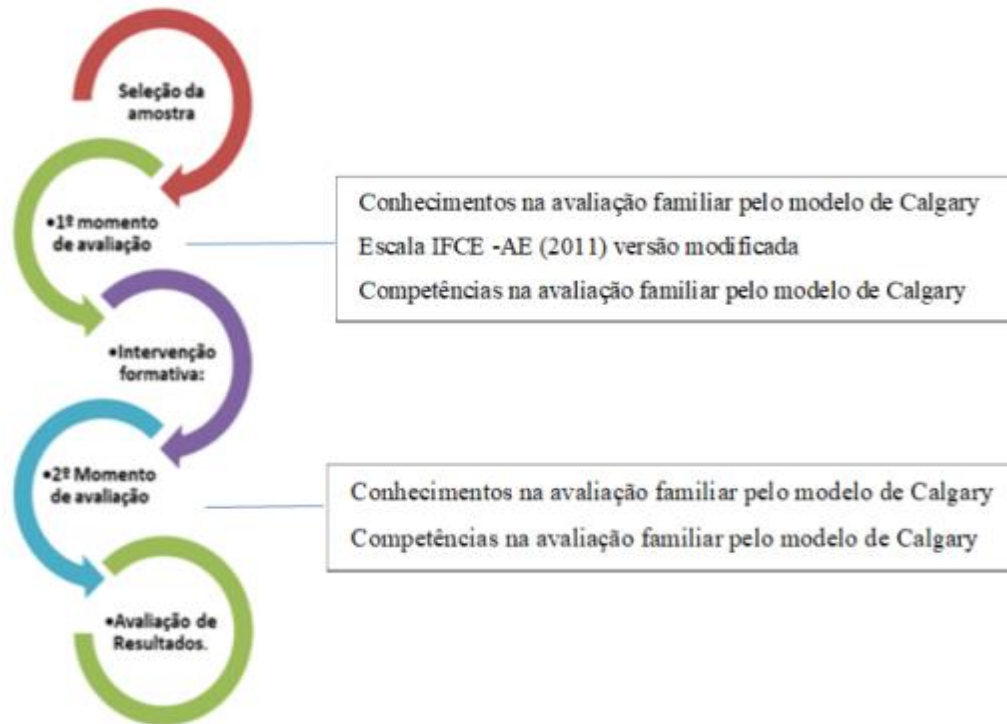 Seleção da
amostra
•1º momento
de avaliação
Conhecimentos na avaliação familiar pelo modelo de Calgary
Escala IFCE -AE (2011) versão modificada
Competências na avaliação familiar pelo modelo de Calgary
•Intervenção
formativa:
•2º Momento
de avaliação
Conhecimentos na avaliação familiar pelo modelo de Calgary
Competências na avaliação familiar pelo modelo de Calgary
•Avaliação de
Resultados.